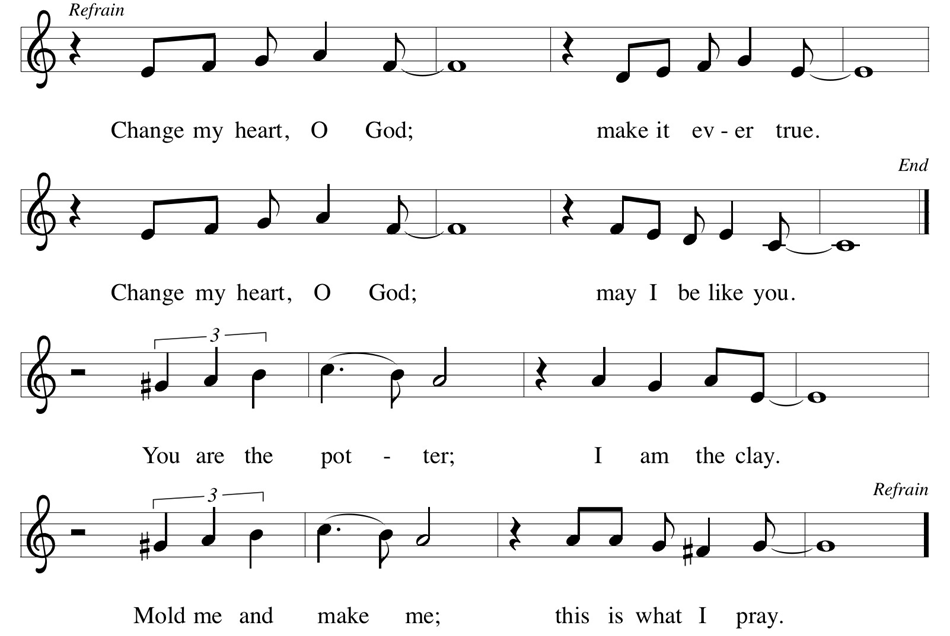 Refrain
Change my heart, O God; make it ev - er true.
End
Change my heart, O God; may I be like you.
3
You are the pot - ter; I am the clay.
3
Refrain
Mold me and make me; this is what I pray.